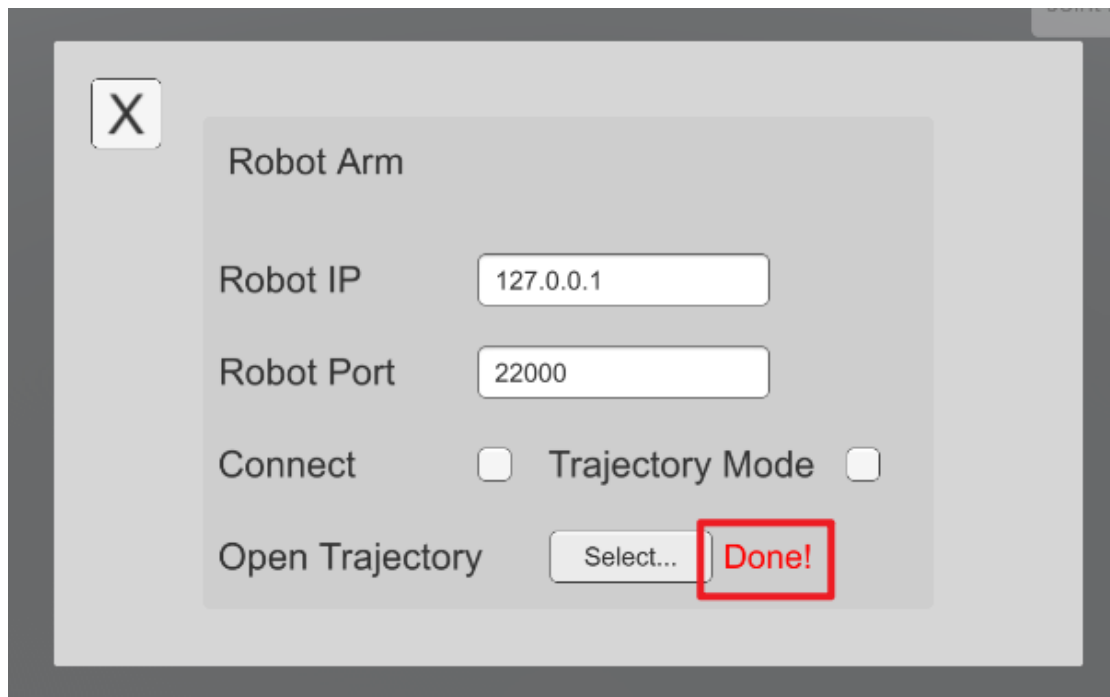 X
Robot Arm
Robot IP 127.0.0.1
Robot Port 22000
Connect Trajectory Mode
Open Trajectory Select... Done!